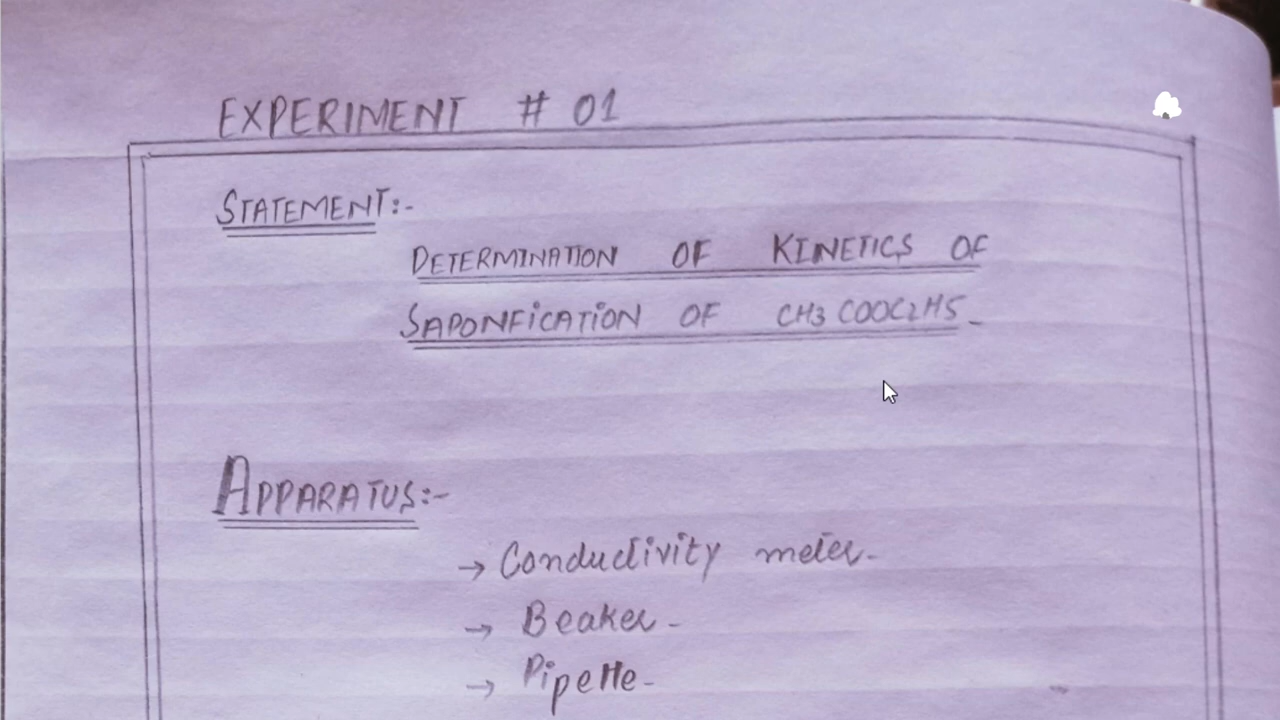 EXPERIMENT # 01
STATEMENT:-
DETERMINATION OF KINETICS OF
SAPONFICATION OF CH3 COOC2H5-
APPARATUS:-
→ Conductivity meter-
→ Beaker-
→ Pipette-